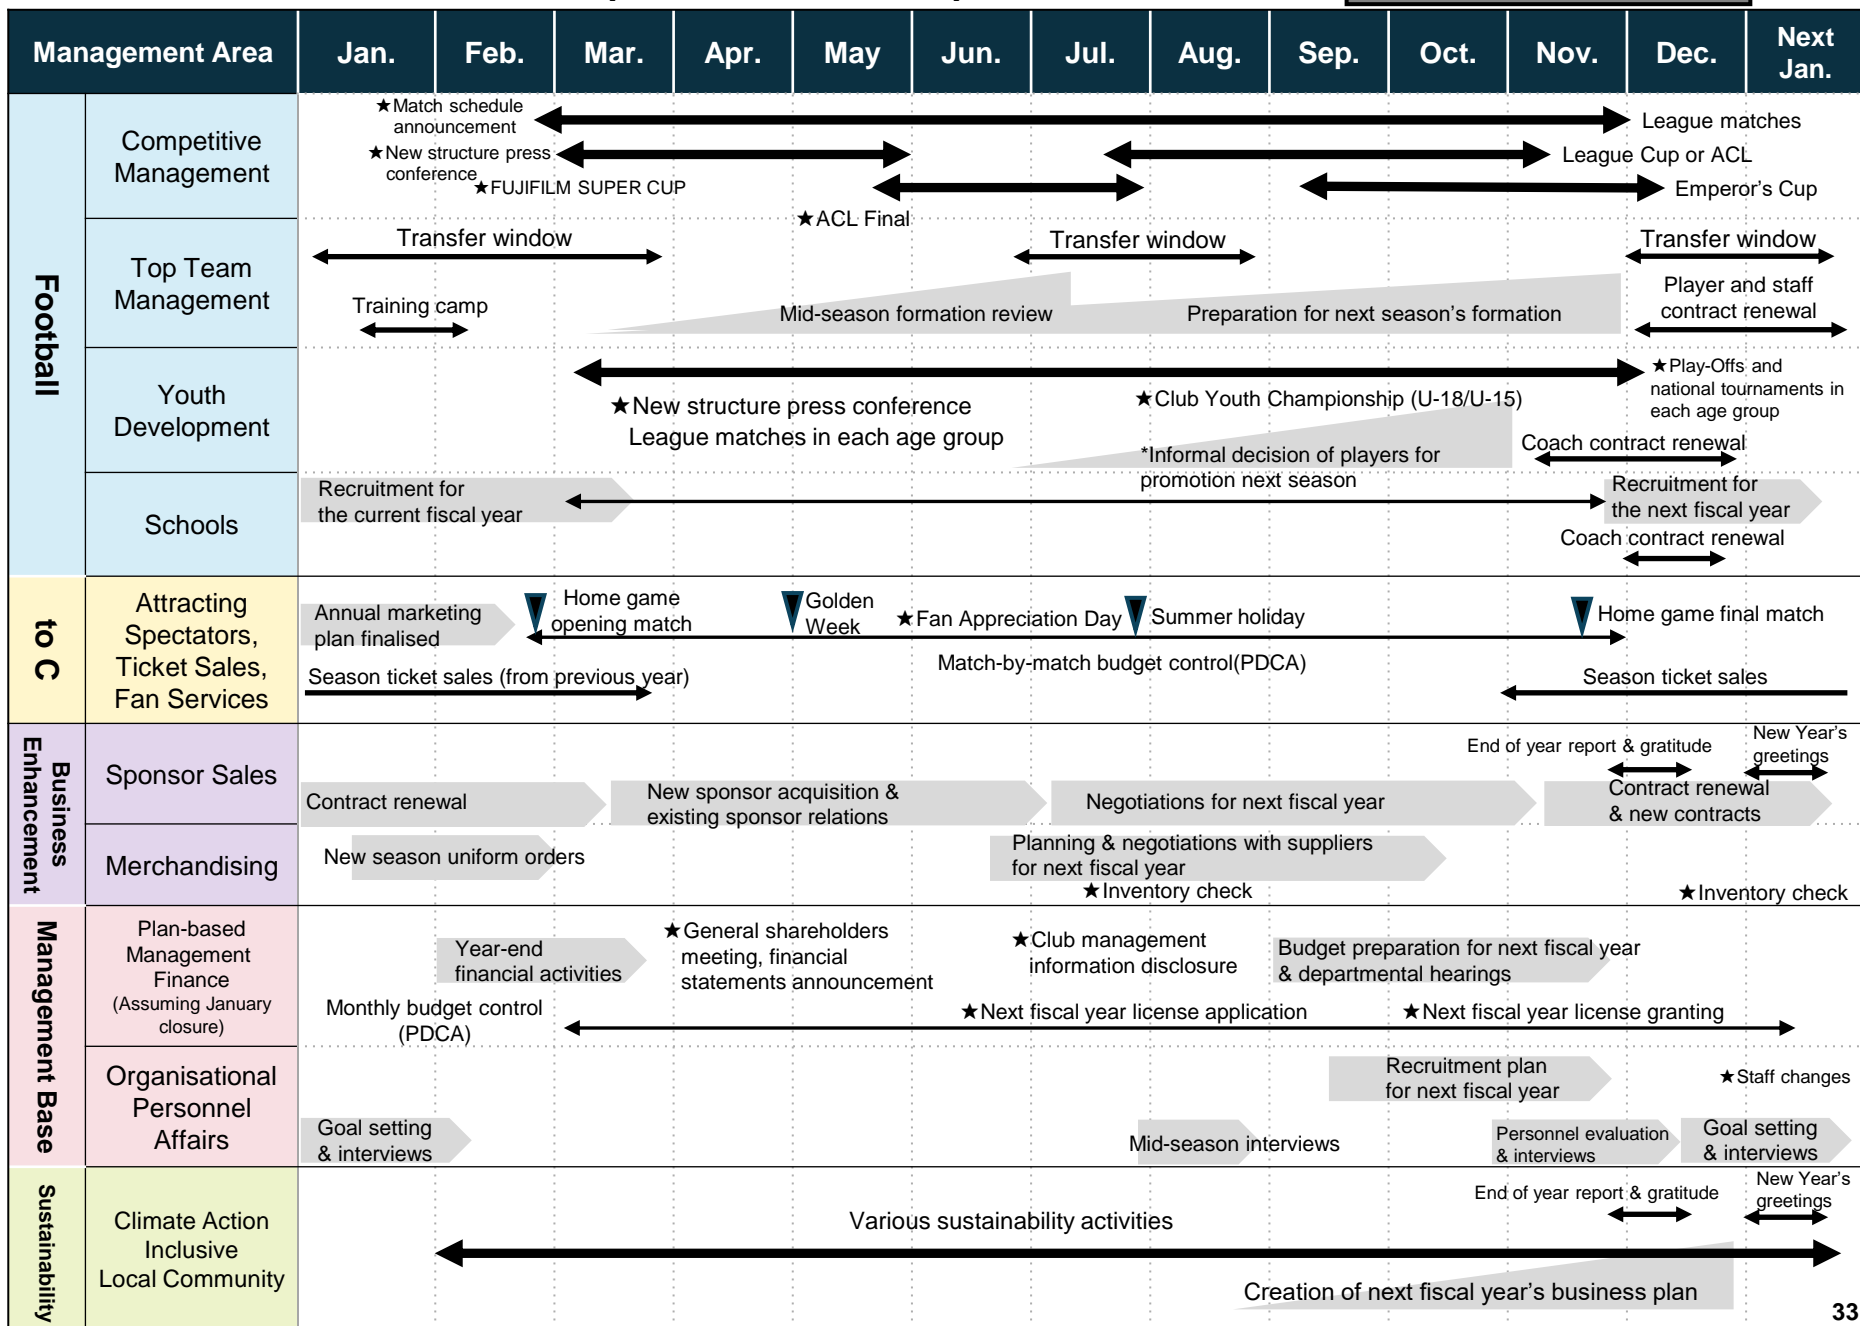 Management Area
Jan.
Feb.
Mar.
Apr.
May
Jun.
Jul.
Aug.
Sep.
Oct.
Nov.
Dec.
Next
Jan.
Football
Competitive
Management
★Match schedule
announcement
League matches
★New structure press
conference
League Cup or ACL
★FUJIFILM SUPER CUP
Emperor's Cup
★ACL Final
Top Team
Management
Transfer window
Transfer window
Transfer window
Training camp
Mid-season formation review
Preparation for next season's formation
Player and staff
contract renewal
Youth
Development
★New structure press conference
League matches in each age group
★Club Youth Championship (U-18/U-15)
★Play-Offs and
national tournaments in
each age group
*Informal decision of players for
promotion next season
Coach contract renewal
Schools
Recruitment for
the current fiscal year
Recruitment for
the next fiscal year
Coach contract renewal
to C
Attracting
Spectators,
Ticket Sales,
Fan Services
Annual marketing
plan finalised
Home game
opening match
Golden
Week
★Fan Appreciation Day
Summer holiday
Home game final match
Match-by-match budget control(PDCA)
Season ticket sales (from previous year)
Season ticket sales
Business
Enhancement
Sponsor Sales
End of year report & gratitude
New Year's
greetings
Contract renewal
New sponsor acquisition &
existing sponsor relations
Negotiations for next fiscal year
Contract renewal
& new contracts
Merchandising
New season uniform orders
Planning & negotiations with suppliers
for next fiscal year
★Inventory check
★Inventory check
Management Base
Plan-based
Management
Finance
(Assuming January
closure)
Year-end
financial activities
★General shareholders
meeting, financial
statements announcement
★Club management
information disclosure
Budget preparation for next fiscal year
& departmental hearings
Monthly budget control
(PDCA)
★Next fiscal year license application
★Next fiscal year license granting
Organisational
Personnel
Affairs
Recruitment plan
for next fiscal year
★Staff changes
Goal setting
& interviews
Mid-season interviews
Personnel evaluation
& interviews
Goal setting
& interviews
Sustainability
Climate Action
Inclusive
Local Community
End of year report & gratitude
New Year's
greetings
Various sustainability activities
Creation of next fiscal year's business plan
33